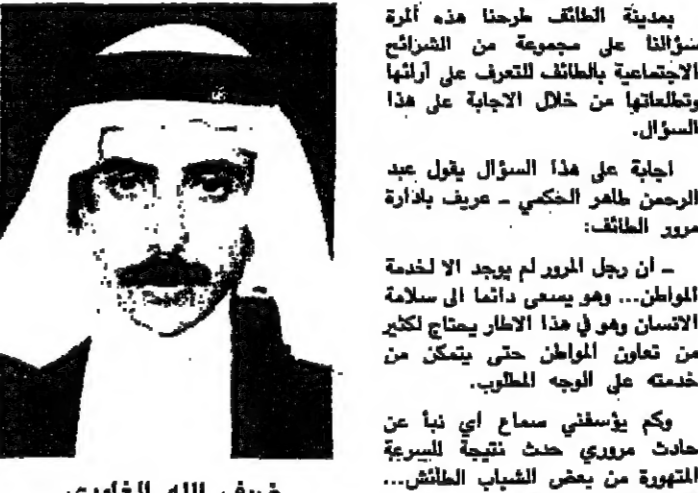 بمدينة الطائف طرحنا هذه المرة
سؤالنا على مجموعة من الشرائح
الاجتماعية بالطائف للتعرف على آرائها
وتطلعاتها من خلال الاجابة على هذا
السؤال.
اجابة على هذا السؤال يقول عبد
الرحمن طاهر الحكمي ـ عريف بادارة
مرور الطائف:
ـ أن رجل المرور لم يوجد الا لخدمة
المواطن... وهو يسعى دائما الى سلامة
الانسان وهو في هذا الاطار يحتاج لكثير
من تعاون المواطن حتى يتمكن من
خدمته على الوجه المطلوب.
وكم يؤسفني سماع اي نبأ عن
حادث مروري حدث نتيجة للسرعة
المتهورة من بعض الشباب الطائش...
الله